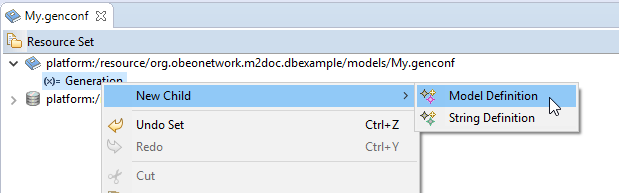 My.genconf
Resource Set
platform:/resource/org.obeonetwork.m2doc.dbexample/models/My.genconf
(x)= Generation
platform:/
New Child
Model Definition
String Definition
Undo Set Ctrl+Z
Redo Ctrl+Y
Cut